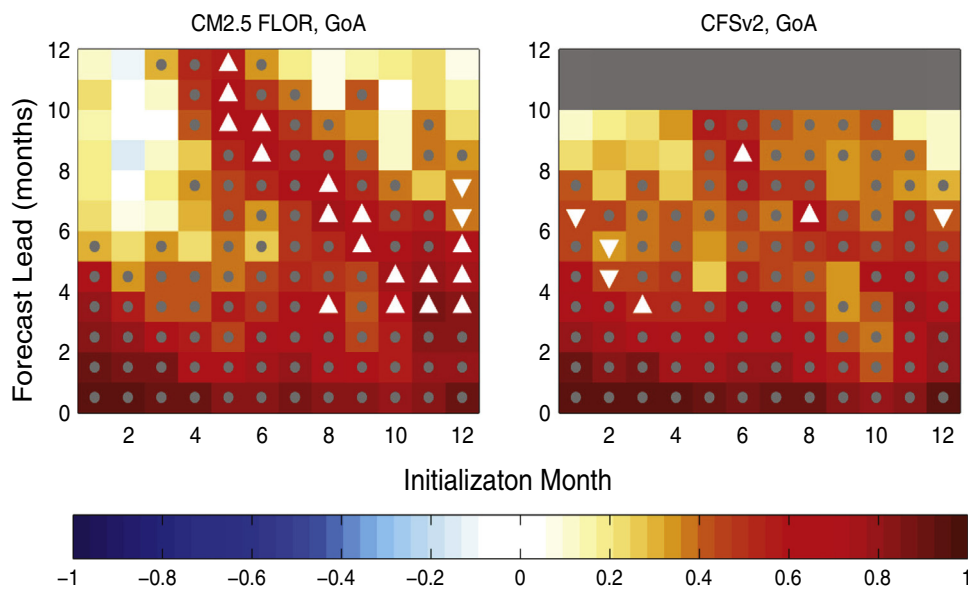 CM2.5 FLOR, GoA
CFSv2, GoA
Forecast Lead (months)
12
10
8
6
4
2
0
12
10
8
6
4
2
0
2 4 6 8 10 12
2 4 6 8 10 12
Initializaton Month
−1 −0.8 −0.6 −0.4 −0.2 0 0.2 0.4 0.6 0.8 1